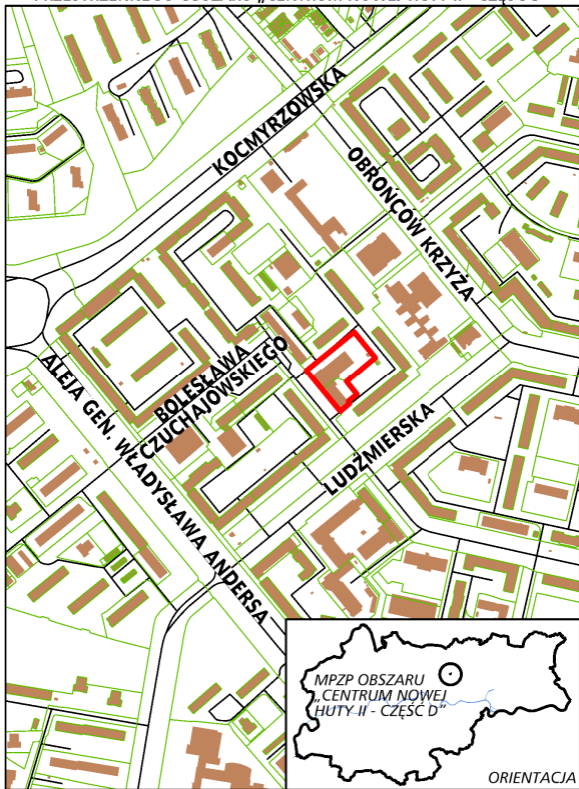 KOCMYRZOWSKA
OBROŃCÓW KRZYŻA
BOLESŁAWA
CZUCHAJOWSKIEGO
ALEJA GEN. WŁADYSŁAWA ANDERSA
LUDŹMIERSKA
MPZP OBSZARU
„CENTRUM NOWEJ
HUTY II - CZĘŚĆ D”
ORIENTACJA